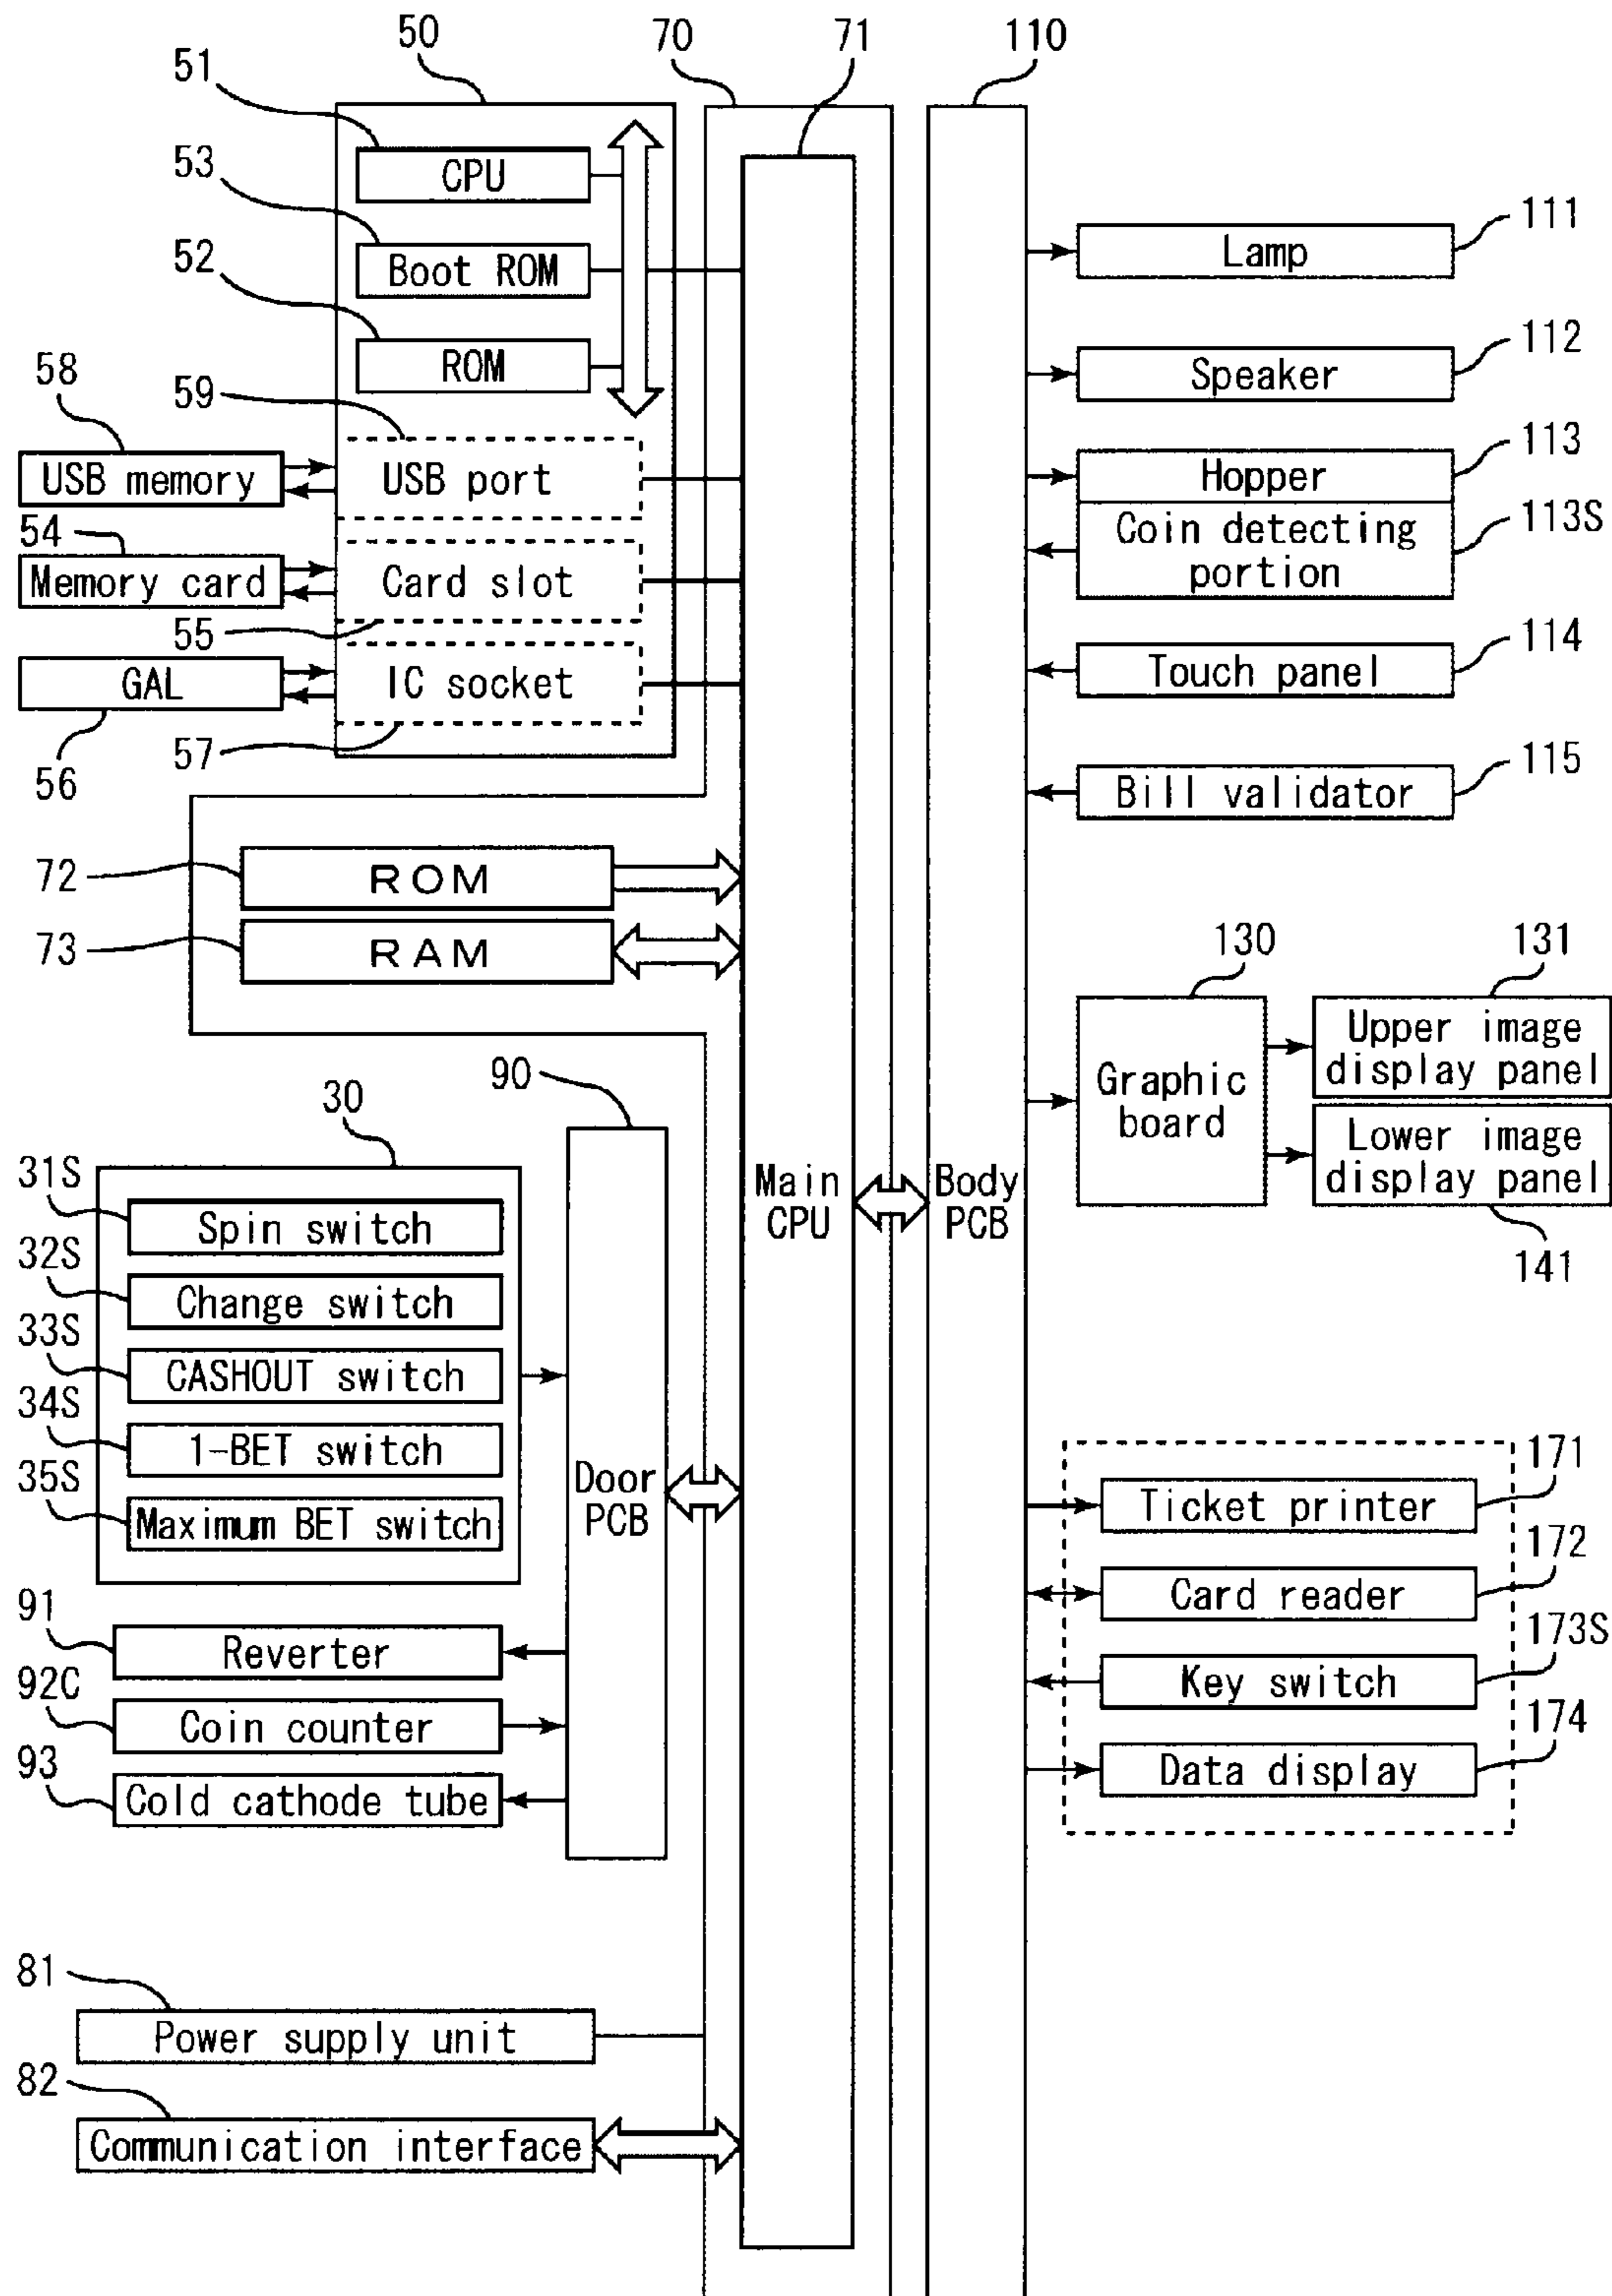 50
70
71
110
51
CPU
53
Boot ROM
52
ROM
58
59
USB memory
USB port
54
Memory card
Card slot
55
GAL
IC socket
56
57
111
Lamp
112
Speaker
113
Hopper
113S
Coin detecting
portion
114
Touch panel
115
Bill validator
72
ROM
73
RAM
130
131
Graphic
board
Upper image
display panel
Lower image
display panel
141
Main
CPU
Body
PCB
90
30
31S
Spin switch
32S
Change switch
33S
CASHOUT switch
34S
1-BET switch
35S
Maximum BET switch
Door
PCB
91
Reverter
92C
Coin counter
93
Cold cathode tube
171
Ticket printer
172
Card reader
173S
Key switch
174
Data display
81
Power supply unit
82
Communication interface